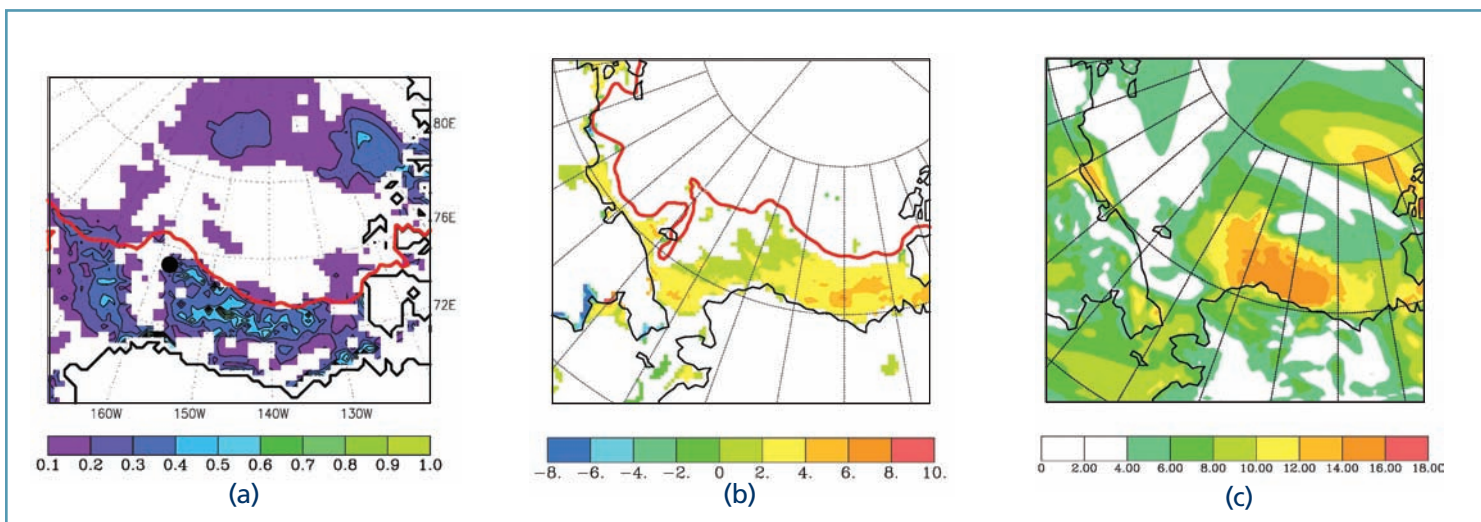 80E
76E
72E
160W 150W 140W 130W
0.1 0.2 0.3 0.4 0.5 0.6 0.7 0.8 0.9 1.0
(a)
-8. -6. -4. -2. 0 2. 4. 6. 8. 10.
(b)
0 2.00 4.00 6.00 8.00 10.00 12.00 14.00 16.00 18.00
(c)